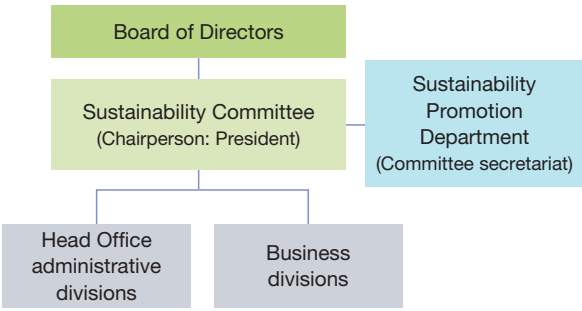 Board of Directors
Sustainability Committee
(Chairperson: President)
Sustainability
Promotion
Department
(Committee secretariat)
Head Office
administrative
divisions
Business
divisions